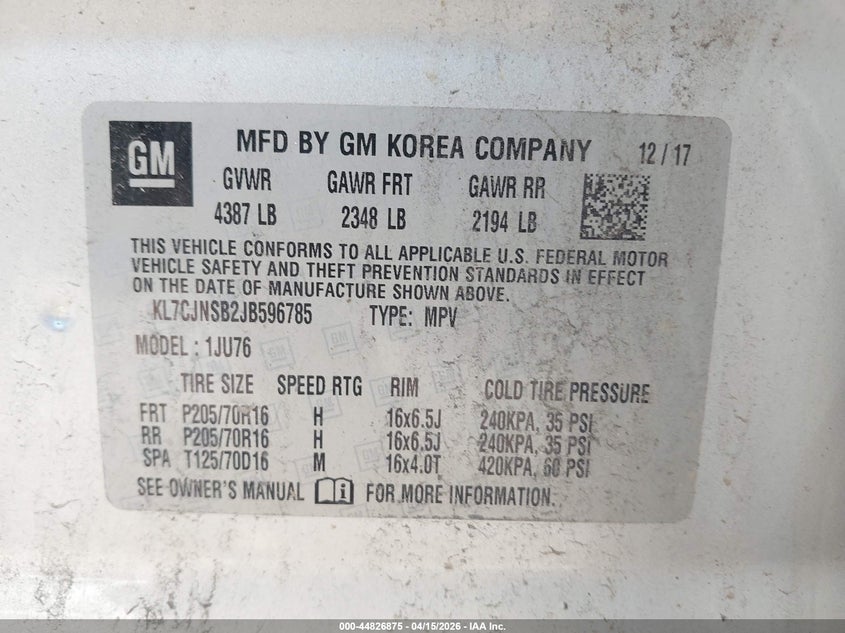 GM
MFD BY GM KOREA COMPANY 12 / 17
GVWR GAWR FRT GAWR RR
4387 LB 2348 LB 2194 LB
THIS VEHICLE CONFORMS TO ALL APPLICABLE U.S. FEDERAL MOTOR
VEHICLE SAFETY AND THEFT PREVENTION STANDARDS IN EFFECT
ON THE DATE OF MANUFACTURE SHOWN ABOVE.
KL7CJNSB2JB596785 TYPE: MPV
MODEL : 1JU76
TIRE SIZE SPEED RTG RIM COLD TIRE PRESSURE
FRT P205/70R16 H 16x6.5J 240KPA, 35 PSI
RR P205/70R16 H 16x6.5J 240KPA, 35 PSI
SPA T125/70D16 M 16x4.0T 420KPA, 60 PSI
SEE OWNER'S MANUAL i FOR MORE INFORMATION.
000-44826875 - 04/15/2026 - IAA Inc.